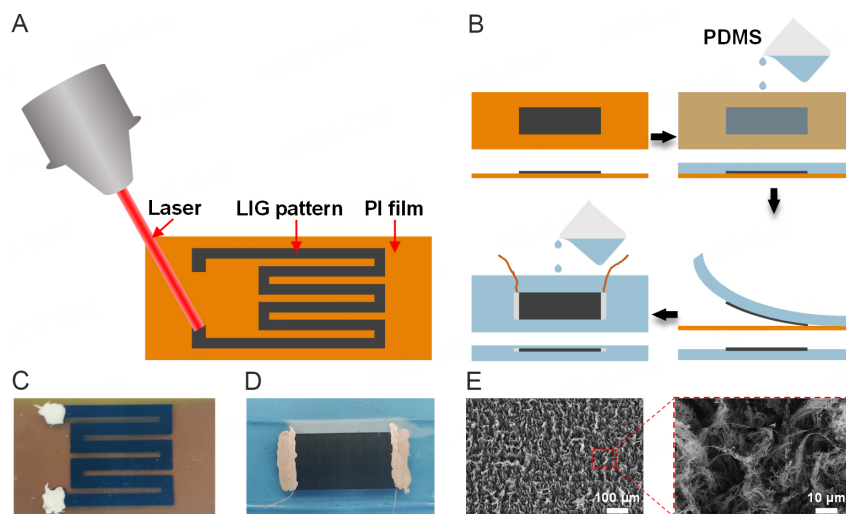 A
B
PDMS
Laser
LIG pattern
PI film
C
D
E
100 µm
10 µm